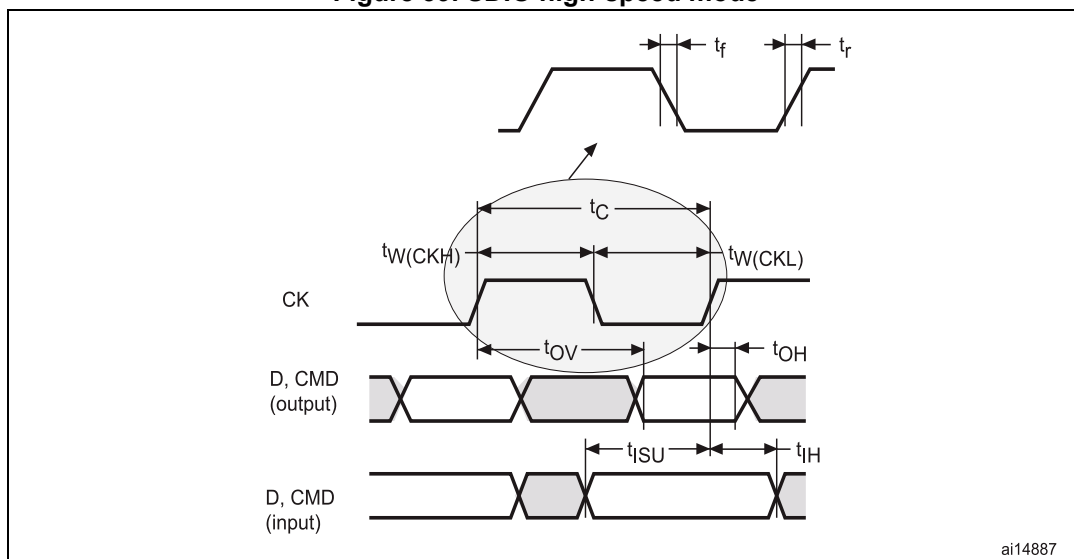 Figure 60. SDIO high-speed mode
tf
tr
tC
tW(CKH)
tW(CKL)
CK
tOV
tOH
D, CMD
(output)
tISU
tIH
D, CMD
(input)
ai14887